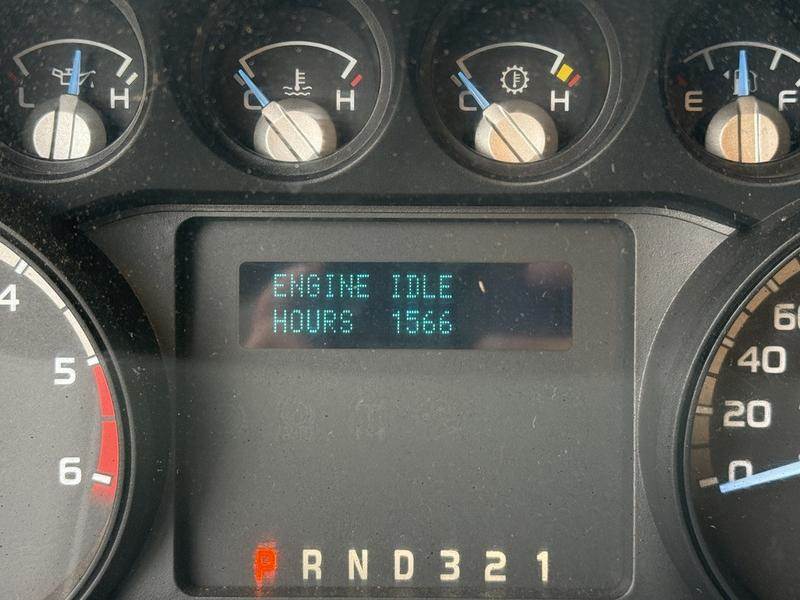 L H
C H
C H
E F
ENGINE IDLE
HOURS 1566
4
5
6
60
40
20
0
P R N D 3 2 1